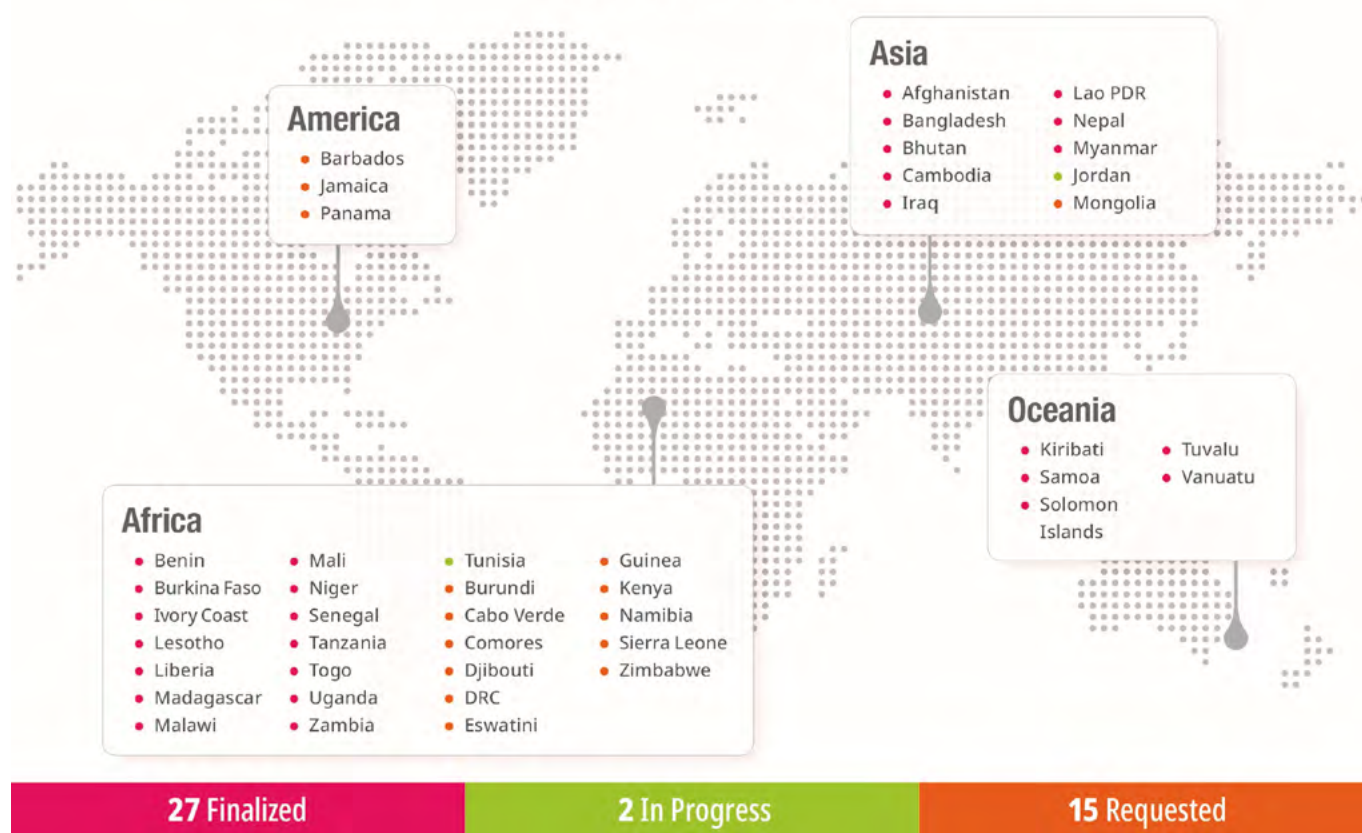 America
Barbados
Jamaica
Panama
Asia
Afghanistan
Bangladesh
Bhutan
Cambodia
Iraq
Lao PDR
Nepal
Myanmar
Jordan
Mongolia
Africa
Benin
Burkina Faso
Ivory Coast
Lesotho
Liberia
Madagascar
Malawi
Mali
Niger
Senegal
Tanzania
Togo
Uganda
Zambia
Tunisia
Burundi
Cabo Verde
Comores
Djibouti
DRC
Eswatini
Guinea
Kenya
Namibia
Sierra Leone
Zimbabwe
Oceania
Kiribati
Samoa
Solomon
Islands
Tuvalu
Vanuatu
27 Finalized
2 In Progress
15 Requested